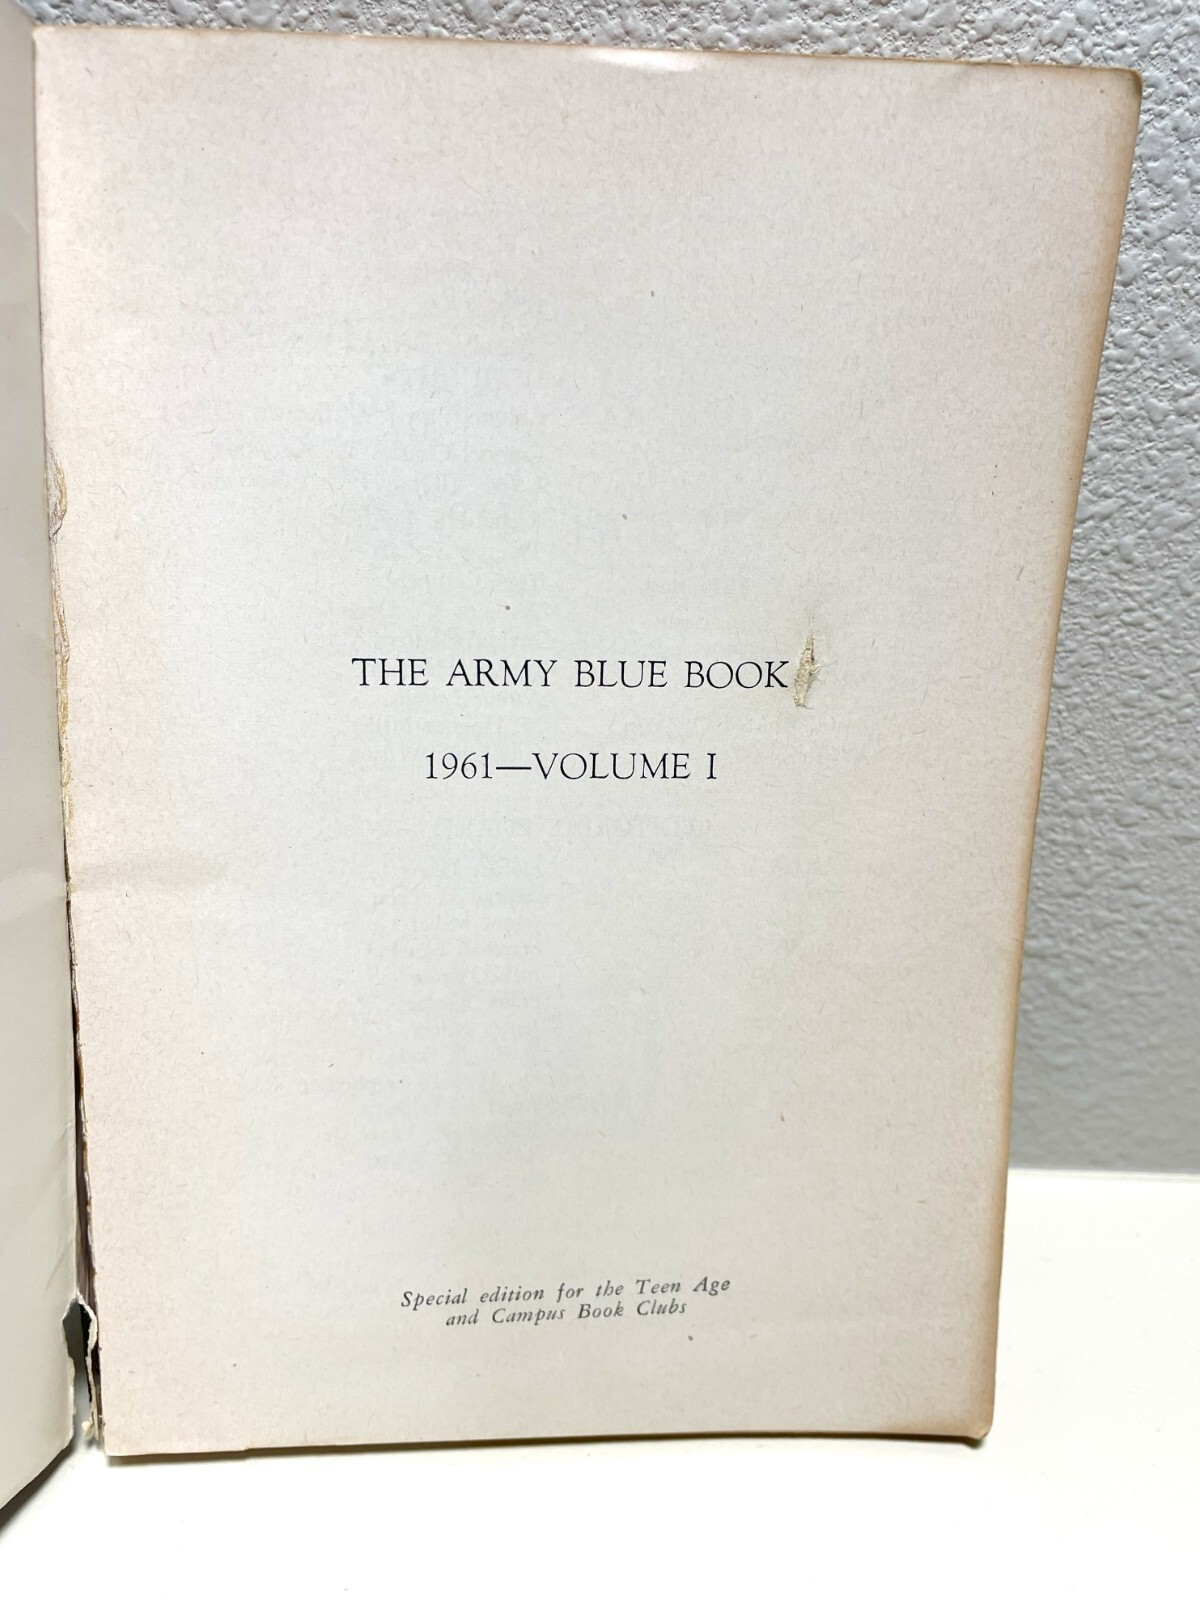 THE ARMY BLUE BOOK
1961—VOLUME I
Special edition for the Teen Age
and Campus Book Clubs